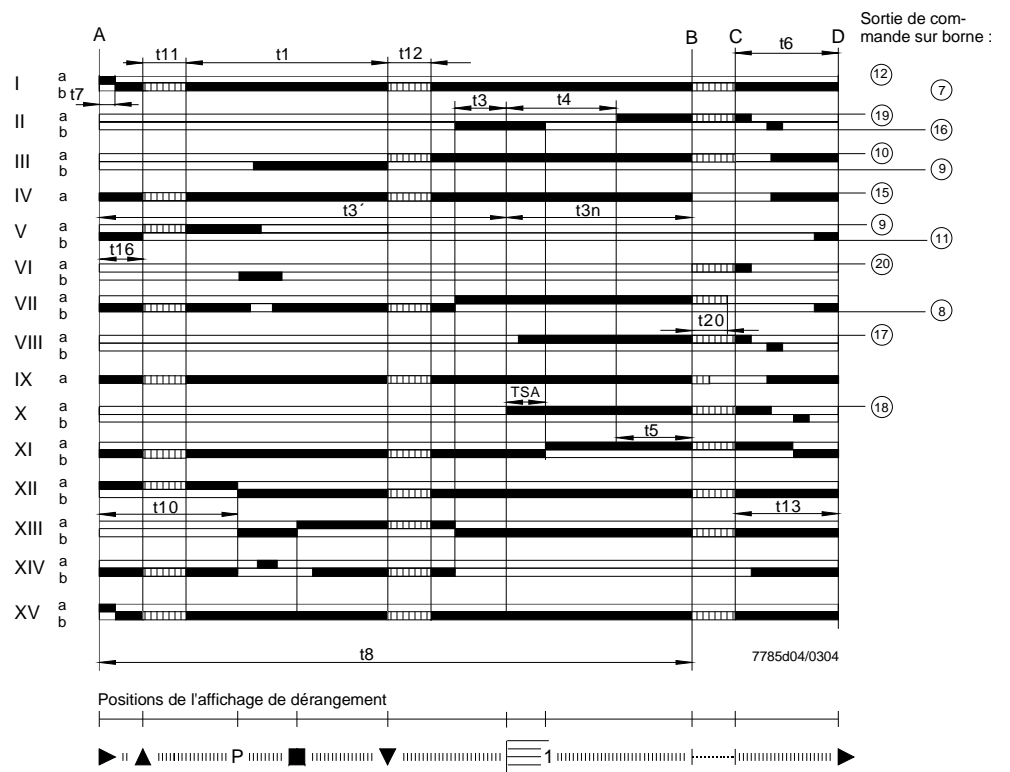 Sortie de com-
mande sur borne :
A B C D
t11 t1 t12 t6
I a b t7 12 7
t3 t4
II a b 19 16
III a b 10 9
IV a 15
t3´ t3n
V a b 9 11
t16
VI a b 20
VII a b 8
t20
VIII a b 17
IX a
TSA
X a b 18
t5
XI a b
XII a b
t10 t13
XIII a b
XIV a b
XV a b
t8
7785d04/0304
Positions de l'affichage de dérangement
P 1